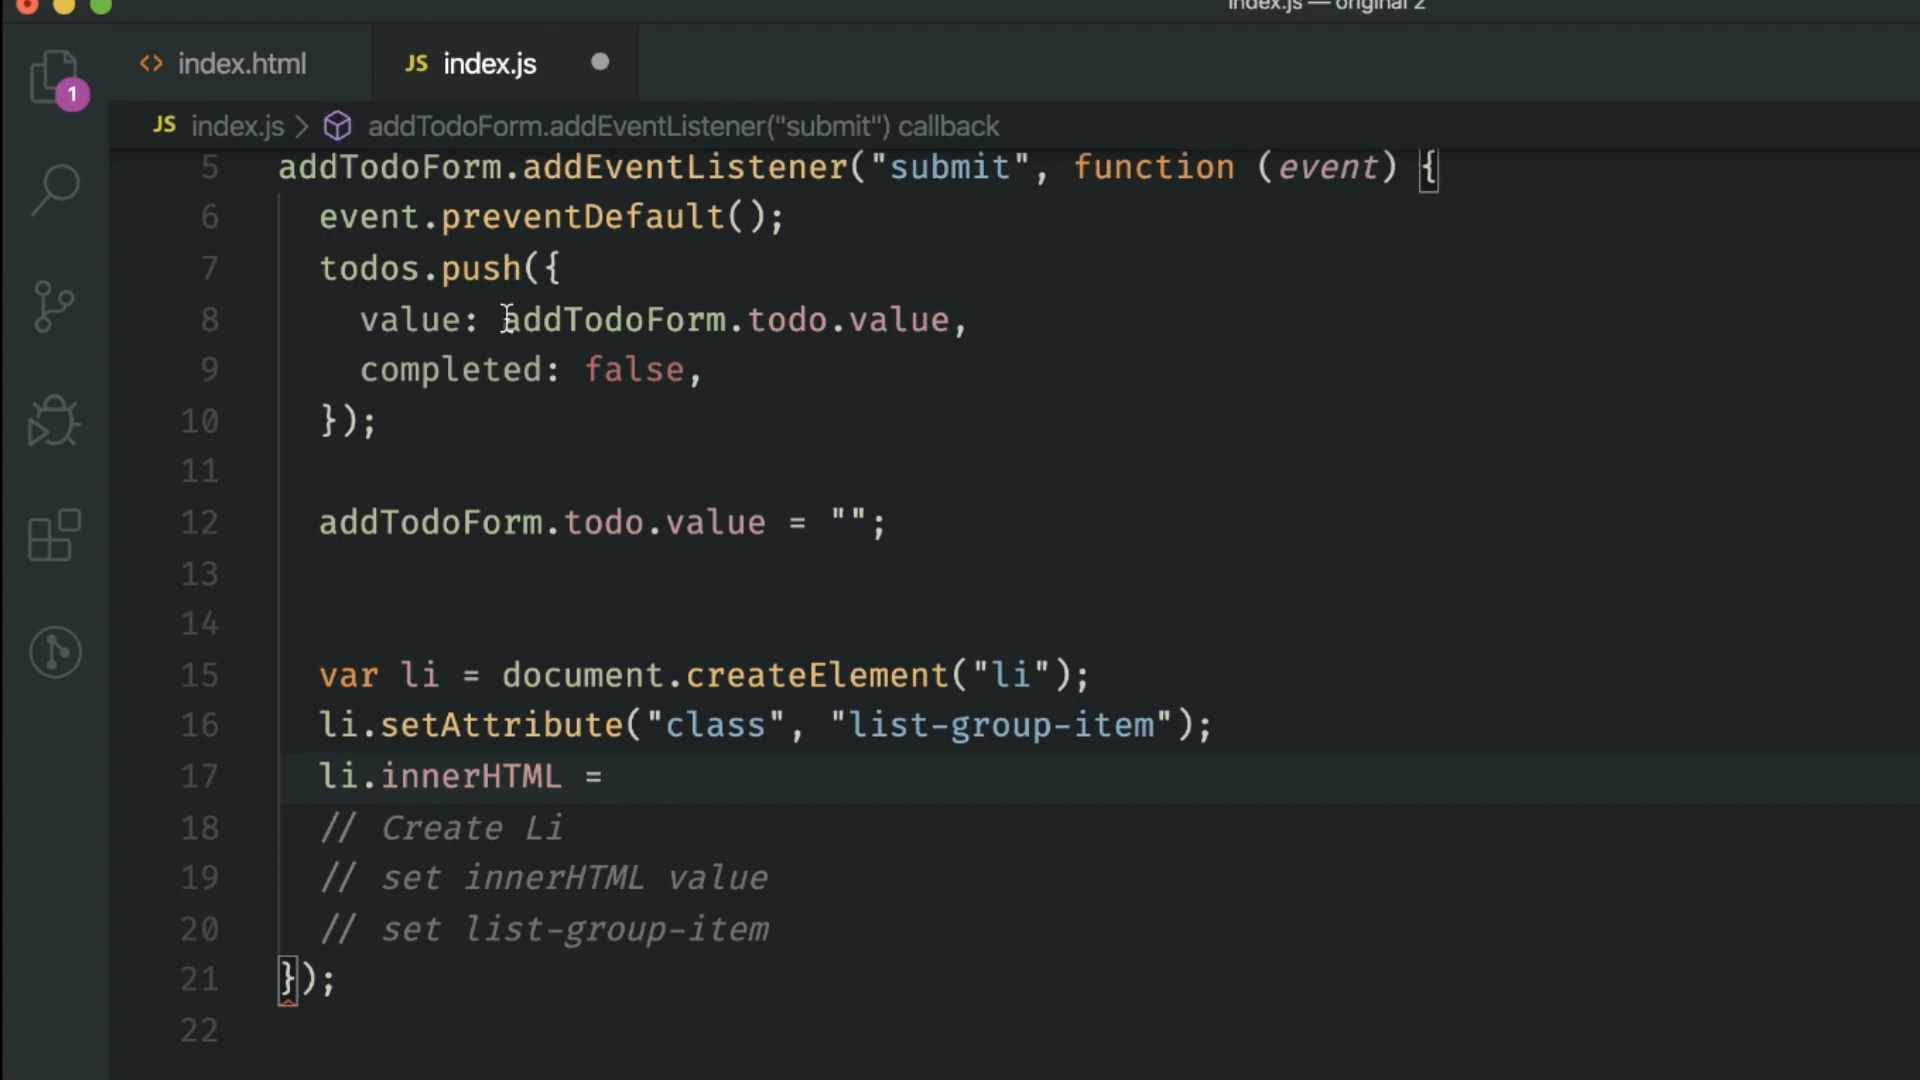 index.js — original 2
index.html
JS index.js
1
JS index.js > addTodoForm.addEventListener("submit") callback
5 addTodoForm.addEventListener("submit", function (event) {
6 event.preventDefault();
7 todos.push({
8 value: addTodoForm.todo.value,
9 completed: false,
10 });
11
12 addTodoForm.todo.value = "";
13
14
15 var li = document.createElement("li");
16 li.setAttribute("class", "list-group-item");
17 li.innerHTML =
18 // Create Li
19 // set innerHTML value
20 // set list-group-item
21 });
22